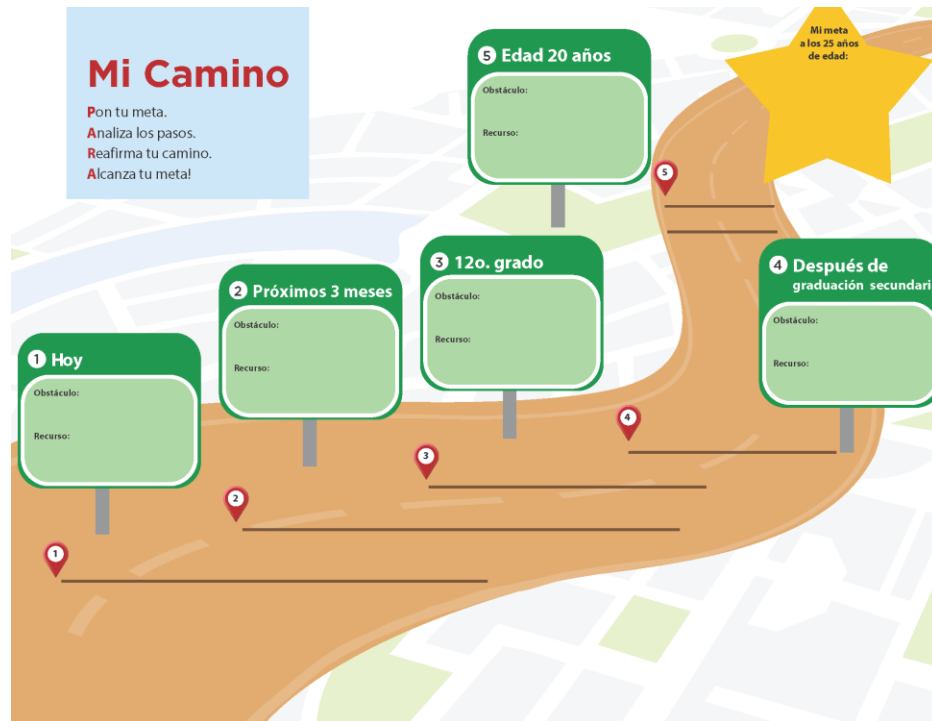 Mi Camino
Pon tu meta.
Analiza los pasos.
Reafirma tu camino.
Alcanza tu meta!
Mi meta
a los 25 años
de edad:
5 Edad 20 años
Obstáculo:
Recurso:
5
3 12o. grado
Obstáculo:
Recurso:
4 Después de
graduación secundari
Obstáculo:
Recurso:
2 Próximos 3 meses
Obstáculo:
Recurso:
1 Hoy
Obstáculo:
Recurso:
4
3
2
1